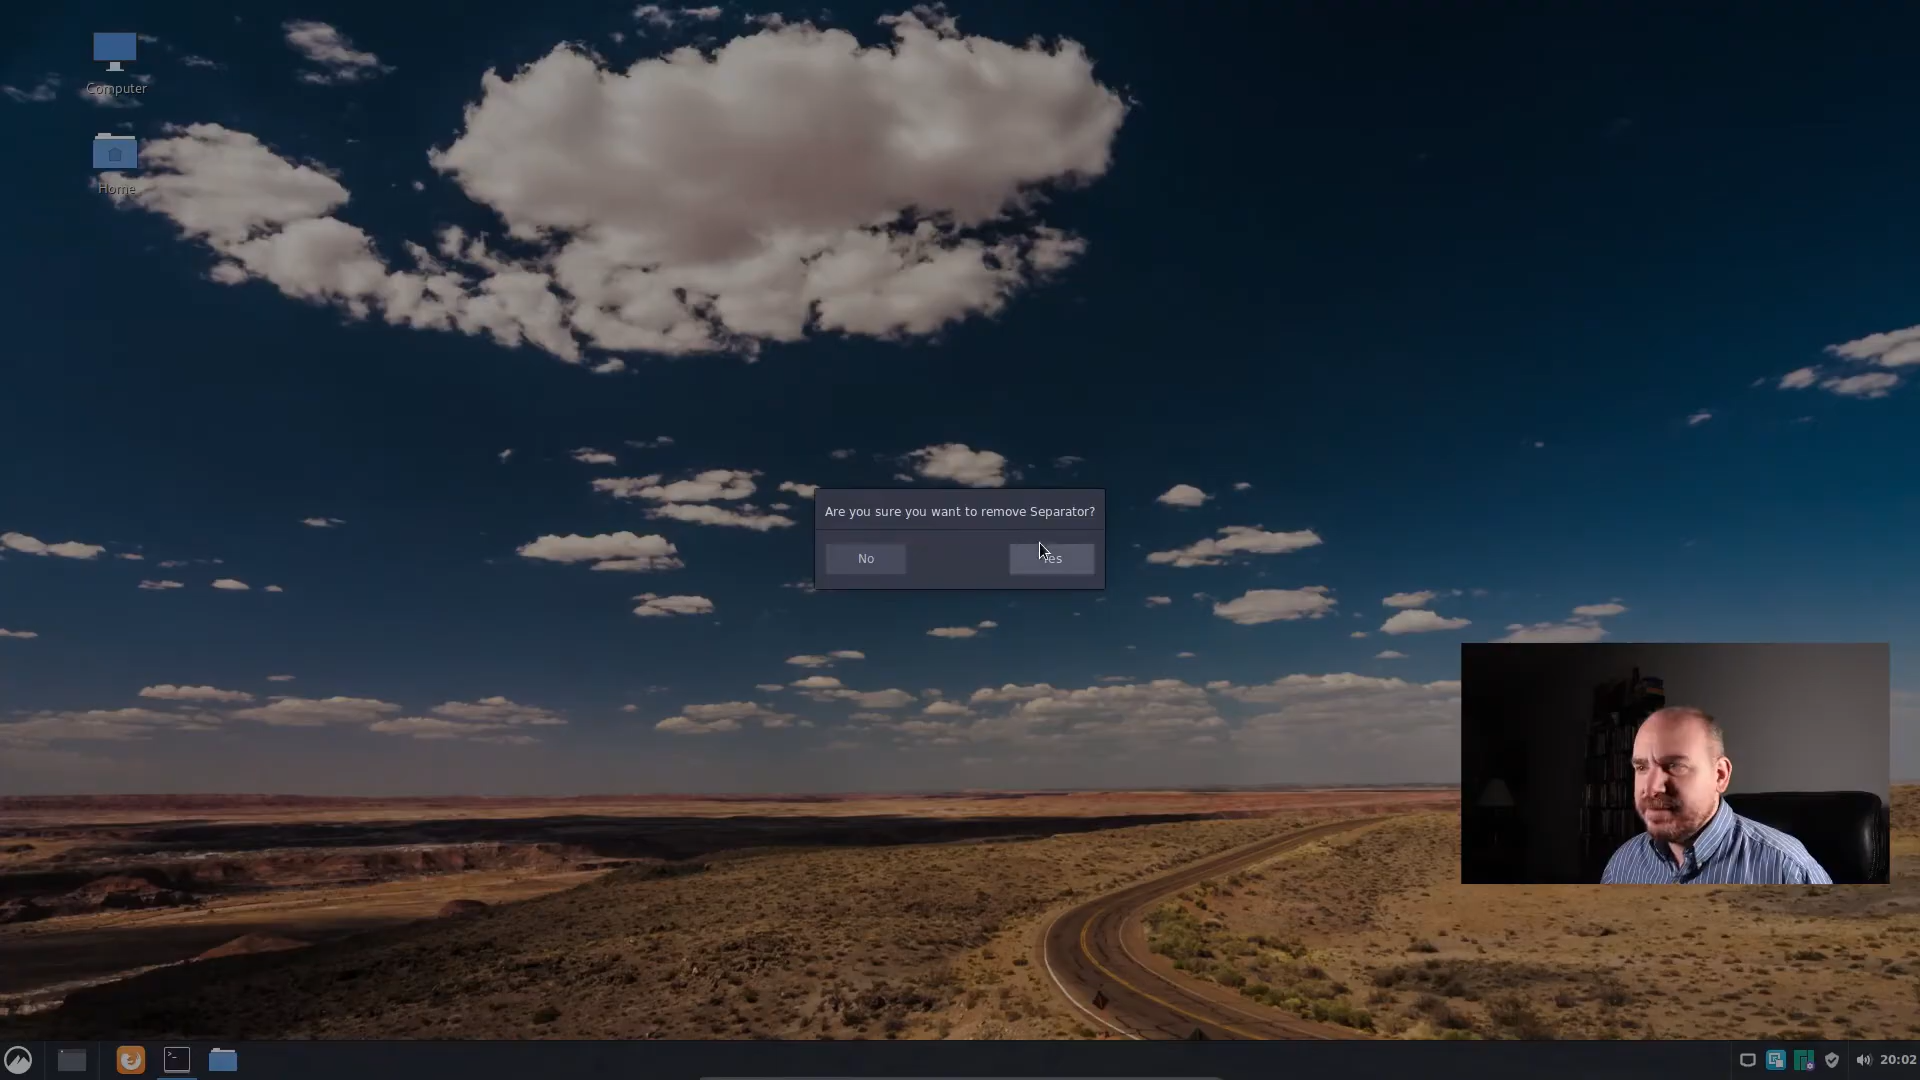 Computer
Home
Are you sure you want to remove Separator?
No
Yes
20:02